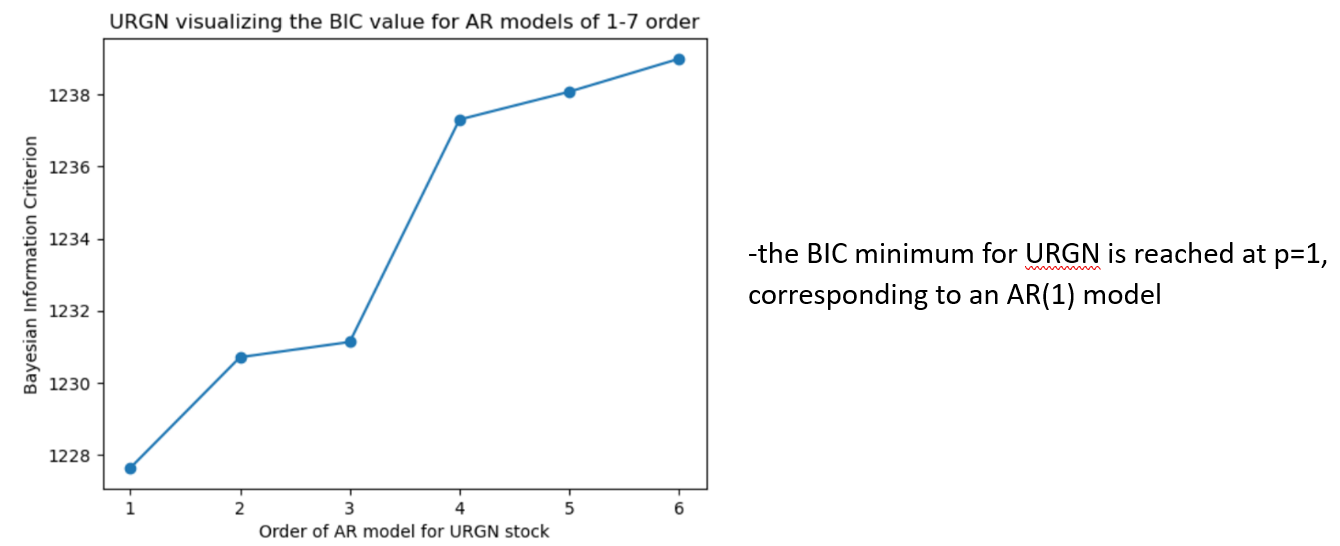 URGN visualizing the BIC value for AR models of 1-7 order
Bayesian Information Criterion
1238
1236
1234
1232
1230
1228
1 2 3 4 5 6
Order of AR model for URGN stock
-the BIC minimum for URGN is reached at p=1,
corresponding to an AR(1) model